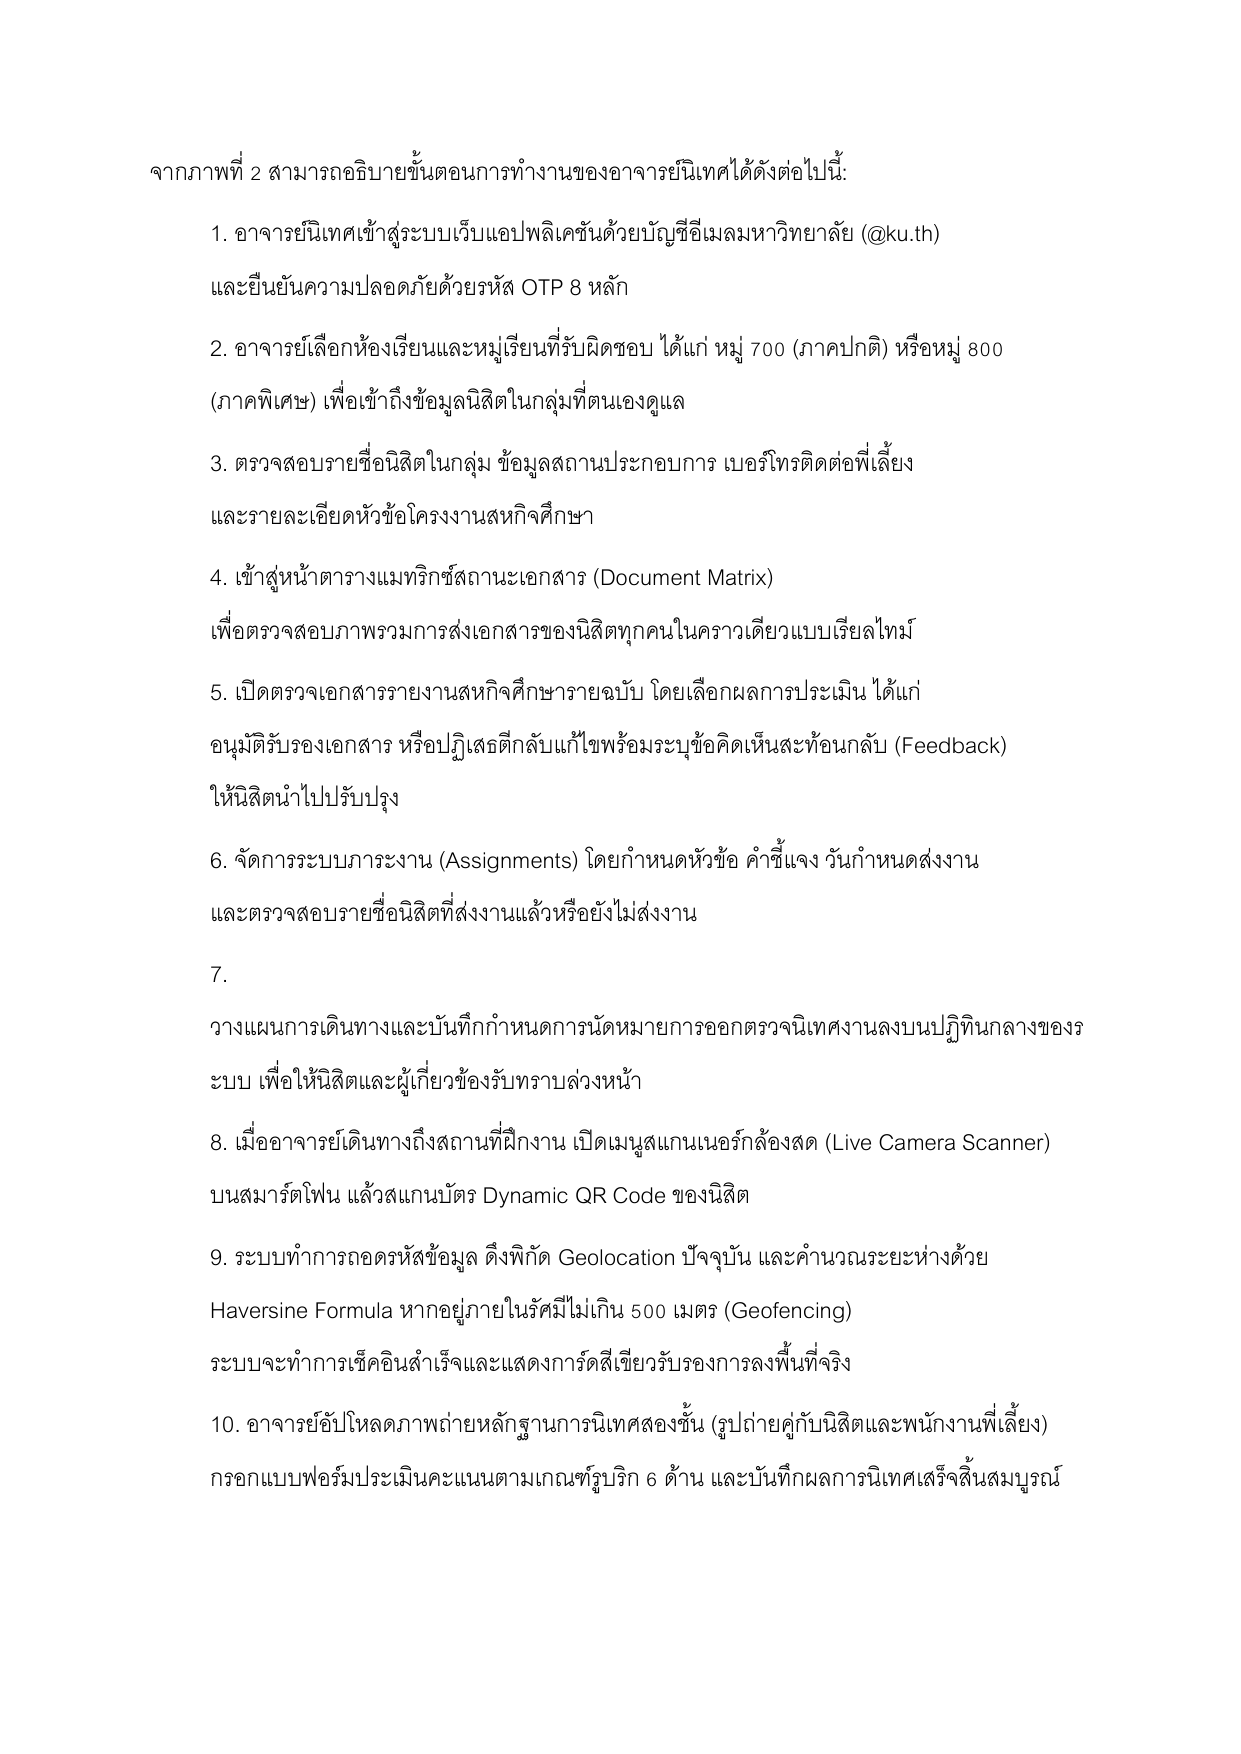 จากภาพที่ 2 สามารถอธิบายขั้นตอนการทำงานของอาจารย์นิเทศได้ดังต่อไปนี้:
1. อาจารย์นิเทศเข้าสู่ระบบเว็บแอปพลิเคชันด้วยบัญชีอีเมลมหาวิทยาลัย (@ku.th)
และยืนยันความปลอดภัยด้วยรหัส OTP 8 หลัก
2. อาจารย์เลือกห้องเรียนและหมู่เรียนที่รับผิดชอบ ได้แก่ หมู่ 700 (ภาคปกติ) หรือหมู่ 800
(ภาคพิเศษ) เพื่อเข้าถึงข้อมูลนิสิตในกลุ่มที่ตนเองดูแล
3. ตรวจสอบรายชื่อนิสิตในกลุ่ม ข้อมูลสถานประกอบการ เบอร์โทรติดต่อพี่เลี้ยง
และรายละเอียดหัวข้อโครงงานสหกิจศึกษา
4. เข้าสู่หน้าตารางแมทริกซ์สถานะเอกสาร (Document Matrix)
เพื่อตรวจสอบภาพรวมการส่งเอกสารของนิสิตทุกคนในคราวเดียวแบบเรียลไทม์
5. เปิดตรวจเอกสารรายงานสหกิจศึกษารายฉบับ โดยเลือกผลการประเมิน ได้แก่
อนุมัติรับรองเอกสาร หรือปฏิเสธตีกลับแก้ไขพร้อมระบุข้อคิดเห็นสะท้อนกลับ (Feedback)
ให้นิสิตนำไปปรับปรุง
6. จัดการระบบภาระงาน (Assignments) โดยกำหนดหัวข้อ คำชี้แจง วันกำหนดส่งงาน
และตรวจสอบรายชื่อนิสิตที่ส่งงานแล้วหรือยังไม่ส่งงาน
7.
วางแผนการเดินทางและบันทึกกำหนดการนัดหมายการออกตรวจนิเทศงานลงบนปฏิทินกลางของร
ะบบ เพื่อให้นิสิตและผู้เกี่ยวข้องรับทราบล่วงหน้า
8. เมื่ออาจารย์เดินทางถึงสถานที่ฝึกงาน เปิดเมนูสแกนเนอร์กล้องสด (Live Camera Scanner)
บนสมาร์ตโฟน แล้วสแกนบัตร Dynamic QR Code ของนิสิต
9. ระบบทำการถอดรหัสข้อมูล ดึงพิกัด Geolocation ปัจจุบัน และคำนวณระยะห่างด้วย
Haversine Formula หากอยู่ภายในรัศมีไม่เกิน 500 เมตร (Geofencing)
ระบบจะทำการเช็คอินสำเร็จและแสดงการ์ดสีเขียวรับรองการลงพื้นที่จริง
10. อาจารย์อัปโหลดภาพถ่ายหลักฐานการนิเทศสองชั้น (รูปถ่ายคู่กับนิสิตและพนักงานพี่เลี้ยง)
กรอกแบบฟอร์มประเมินคะแนนตามเกณฑ์รูบริก 6 ด้าน และบันทึกผลการนิเทศเสร็จสิ้นสมบูรณ์